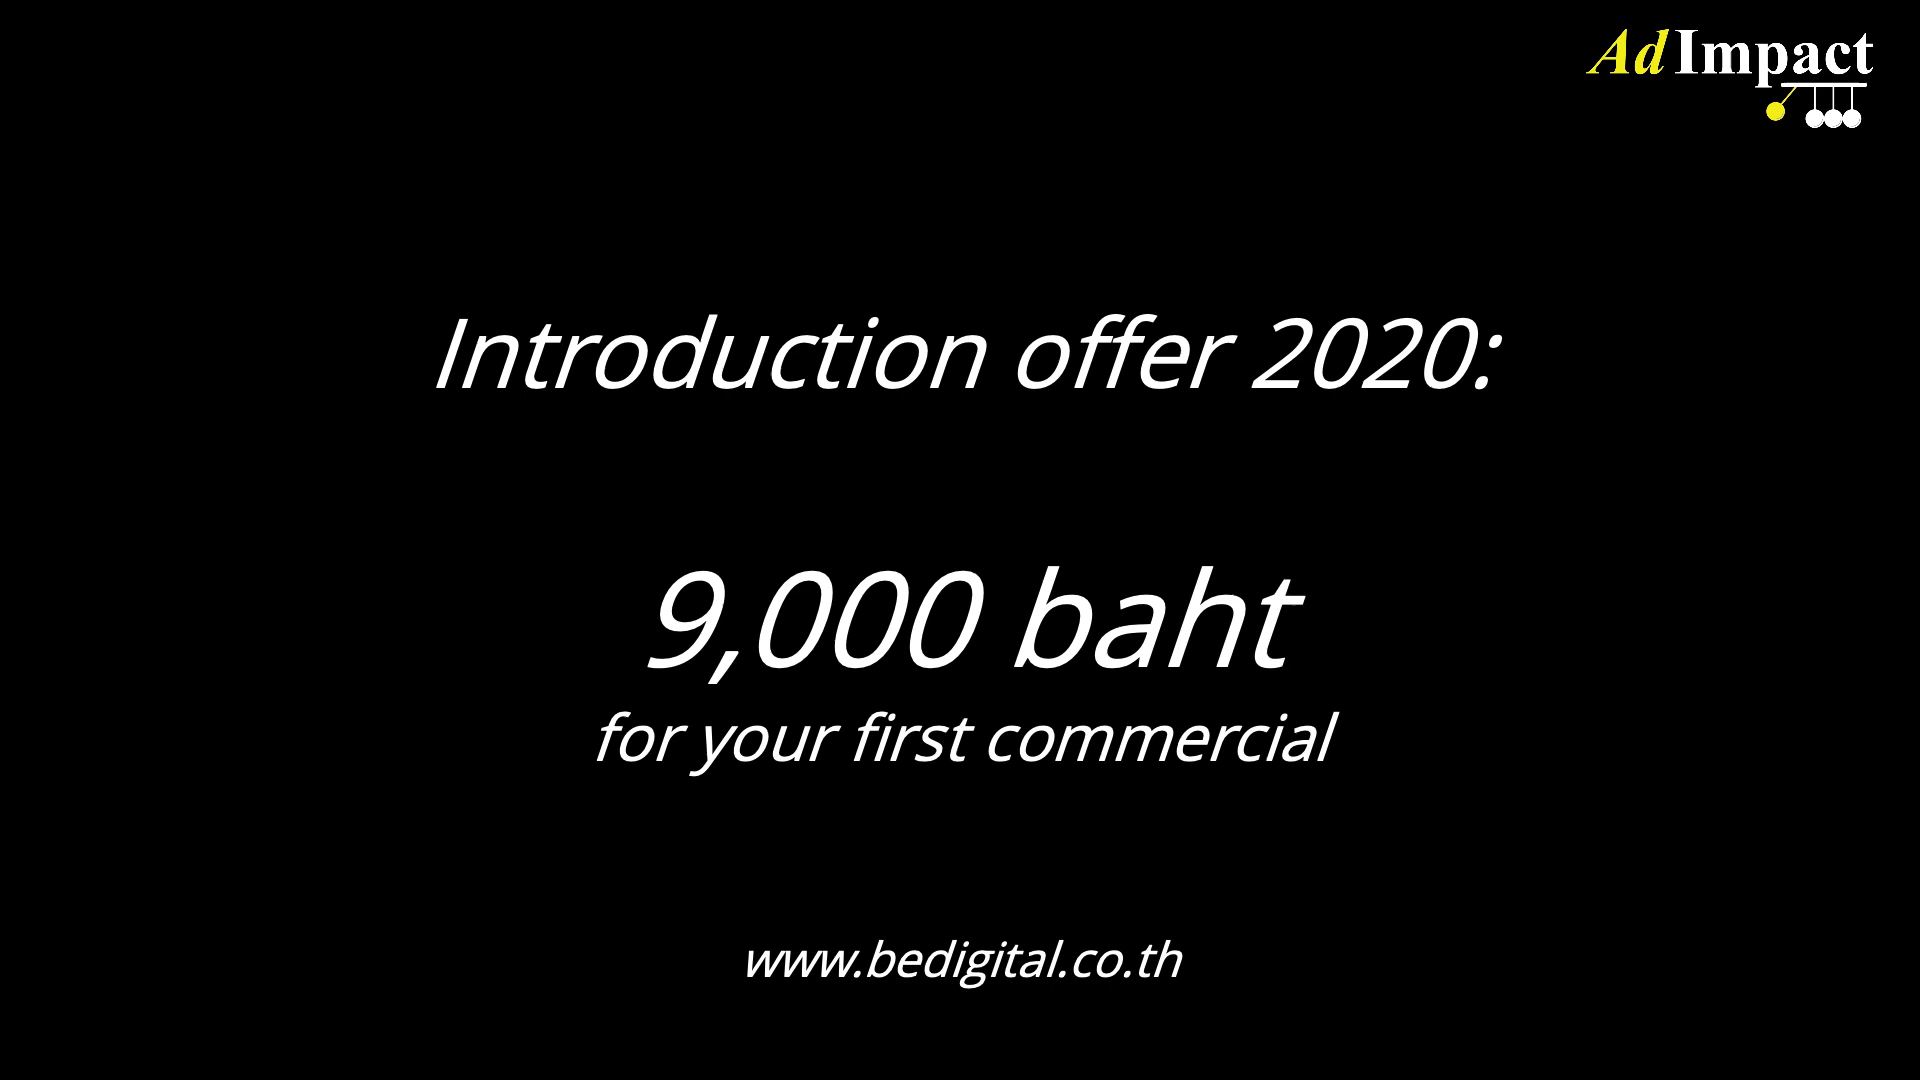 Ad Impact
Introduction offer 2020:
9,000 baht
for your first commercial
www.bedigital.co.th